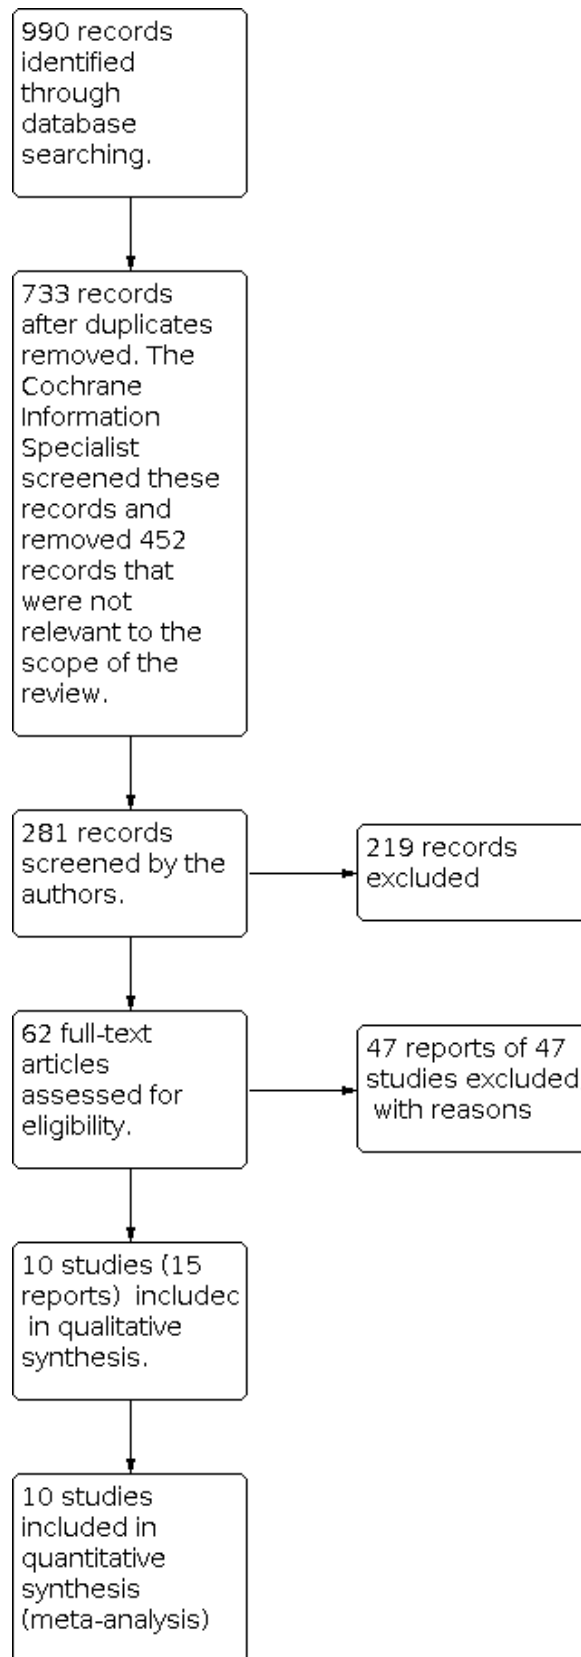 990 records
identified
through
database
searching.
733 records
after duplicates
removed. The
Cochrane
Information
Specialist
screened these
records and
removed 452
records that
were not
relevant to the
scope of the
review.
281 records
screened by the
authors.
219 records
excluded
62 full-text
articles
assessed for
eligibility.
47 reports of 47
studies excluded
with reasons
10 studies (15
reports) included
in qualitative
synthesis.
10 studies
included in
quantitative
synthesis
(meta-analysis)